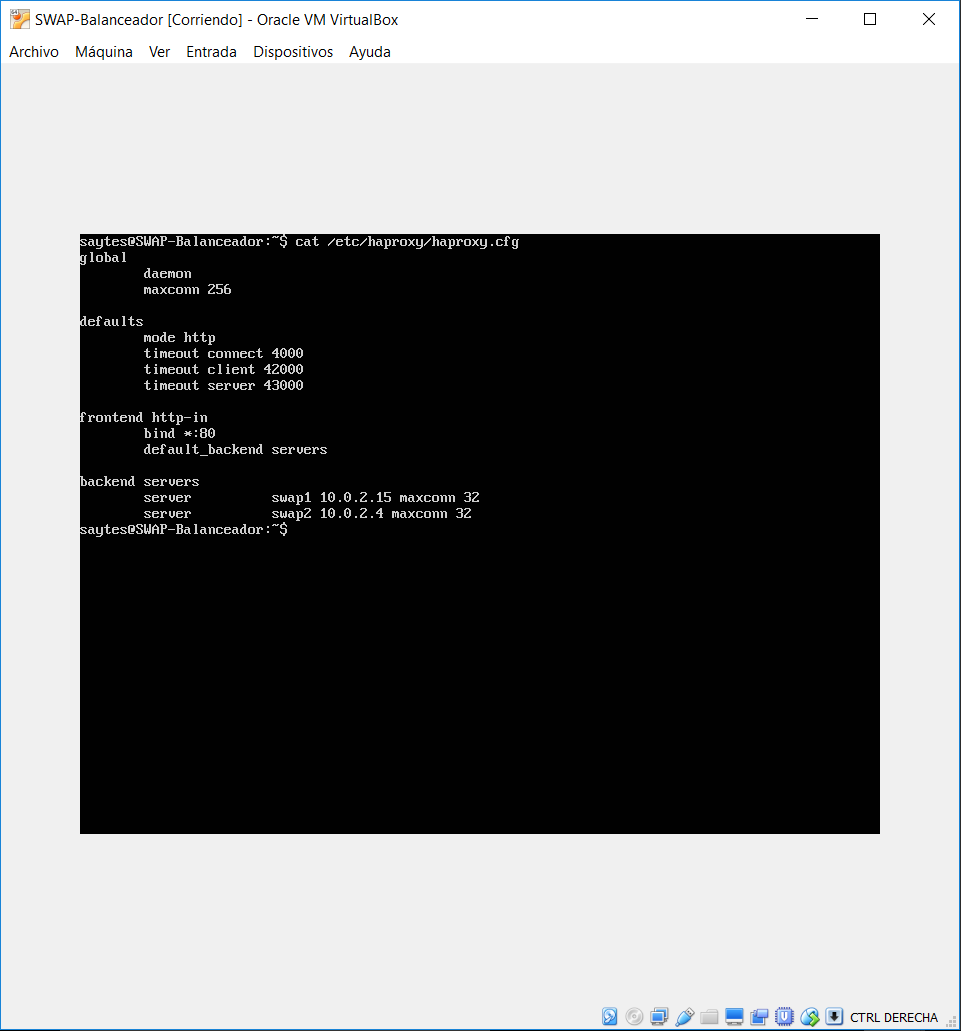 SWAP-Balanceador [Corriendo] - Oracle VM VirtualBox
Archivo Máquina Ver Entrada Dispositivos Ayuda
saytes@SWAP-Balanceador:~$ cat /etc/haproxy/haproxy.cfg
global
daemon
maxconn 256
defaults
mode http
timeout connect 4000
timeout client 42000
timeout server 43000
frontend http-in
bind *:80
default_backend servers
backend servers
server swap1 10.0.2.15 maxconn 32
server swap2 10.0.2.4 maxconn 32
saytes@SWAP-Balanceador:~$
CTRL DERECHA